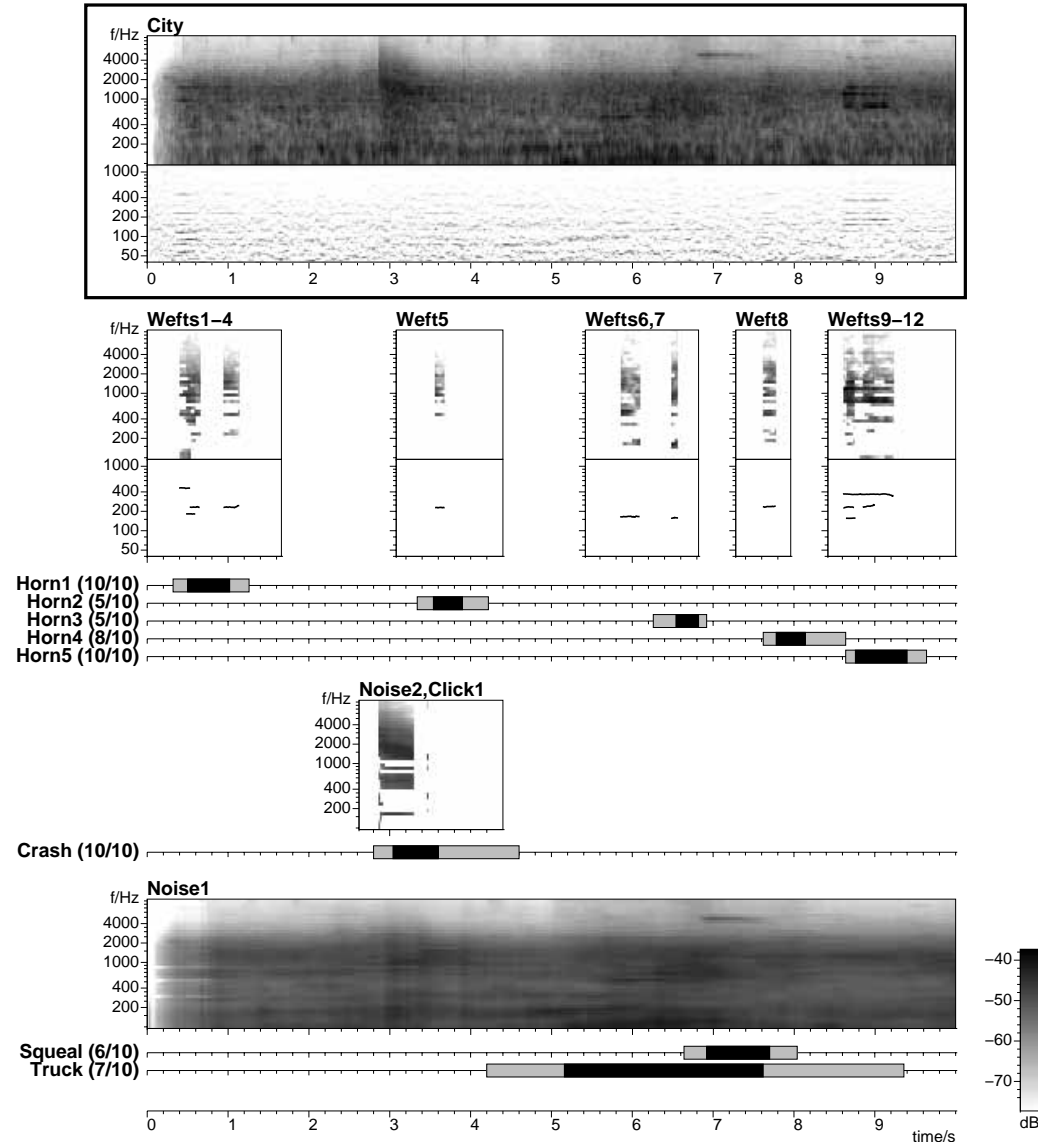 City
f/Hz
4000
2000
1000
400
200
1000
400
200
100
50
0 1 2 3 4 5 6 7 8 9
Wefts1−4 Weft5 Wefts6,7 Weft8 Wefts9−12
f/Hz
4000
2000
1000
400
200
1000
400
200
100
50
Horn1 (10/10)
Horn2 (5/10)
Horn3 (5/10)
Horn4 (8/10)
Horn5 (10/10)
Noise2,Click1
f/Hz
4000
2000
1000
400
200
Crash (10/10)
Noise1
f/Hz
4000
2000
1000
400
200
−40
−50
−60
−70
dB
Squeal (6/10)
Truck (7/10)
0 1 2 3 4 5 6 7 8 9
time/s